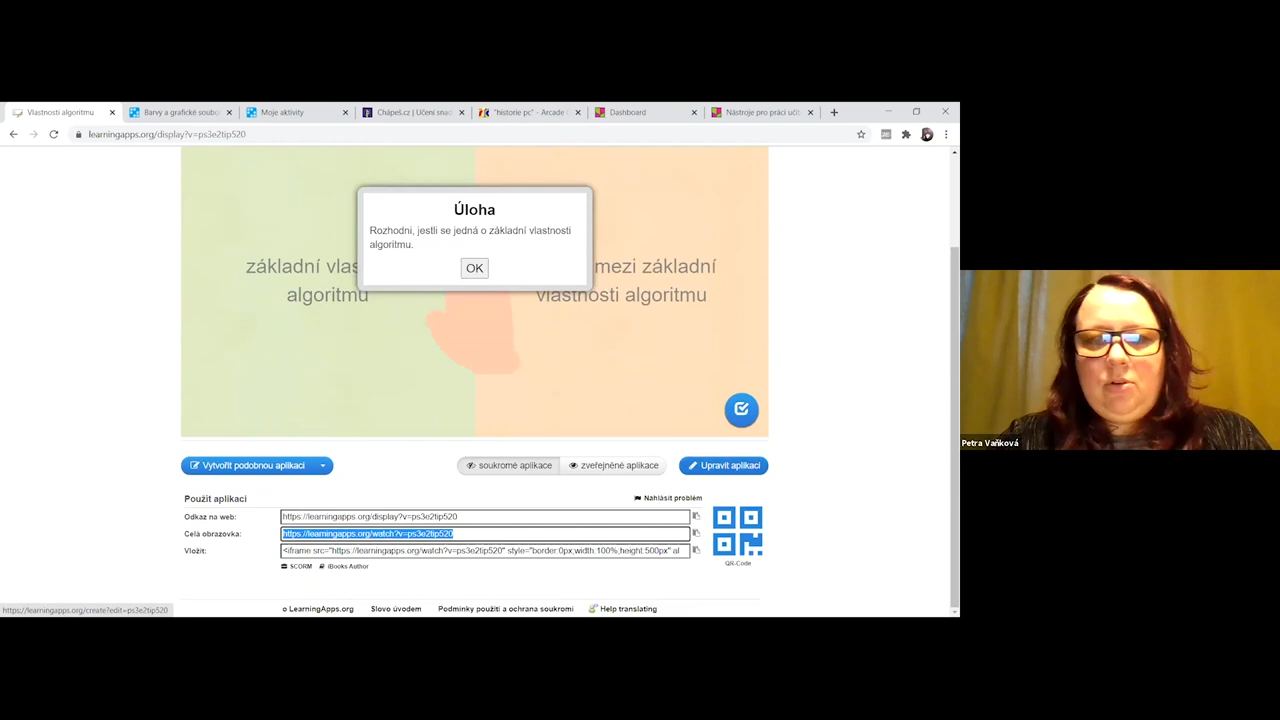 Vlastnosti algoritmu
Barvy a grafické soubo
Moje aktivity
Chápeš.cz | Učení snad
"historie pc" - Arcade
Dashboard
Nástroje pro práci učit
learningapps.org/display?v=ps3e2tip520
Úloha
Rozhodni, jestli se jedná o základní vlastnosti
algoritmu.
OK
základní vlas
algoritmu
mezi základní
vlastnosti algoritmu
Vytvořit podobnou aplikaci
soukromé aplikace
zveřejněné aplikace
Upravit aplikaci
Použít aplikaci
Nahlásit problém
Odkaz na web:
https://learningapps.org/display?v=ps3e2tip520
Celá obrazovka:
https://learningapps.org/watch?v=ps3e2tip520
Vložit:
<iframe src="https://learningapps.org/watch?v=ps3e2tip520" style="border:0px;width:100%;height:500px" al
QR-Code
SCORM
iBooks Author
https://learningapps.org/create?edit=ps3e2tip520
o LearningApps.org
Slovo úvodem
Podmínky použití a ochrana soukromí
Help translating
Petra Vaňková